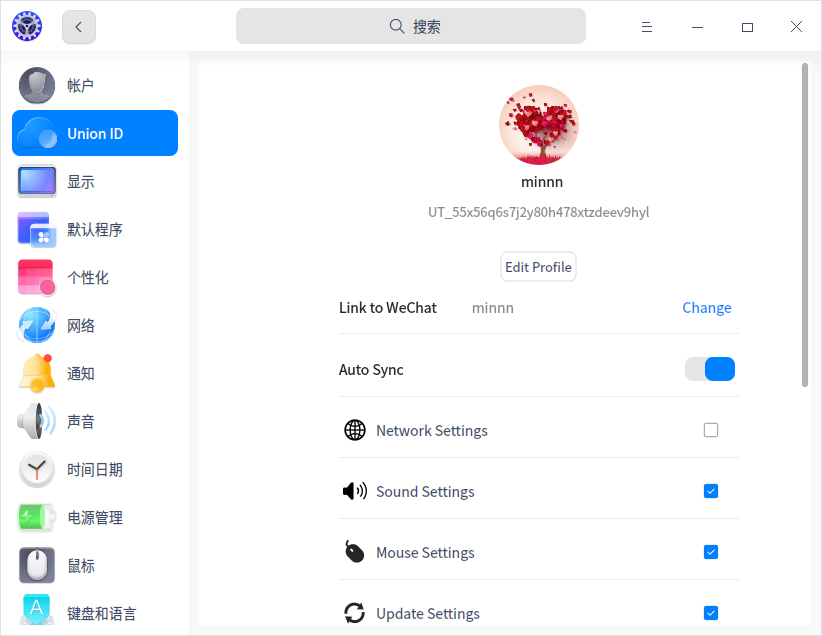 搜索
帐户
Union ID
显示
默认程序
个性化
网络
通知
声音
时间日期
电源管理
鼠标
键盘和语言
minnn
UT_55x56q6s7j2y80h478xtzdeev9hyl
Edit Profile
Link to WeChat minnn Change
Auto Sync
Network Settings
Sound Settings
Mouse Settings
Update Settings